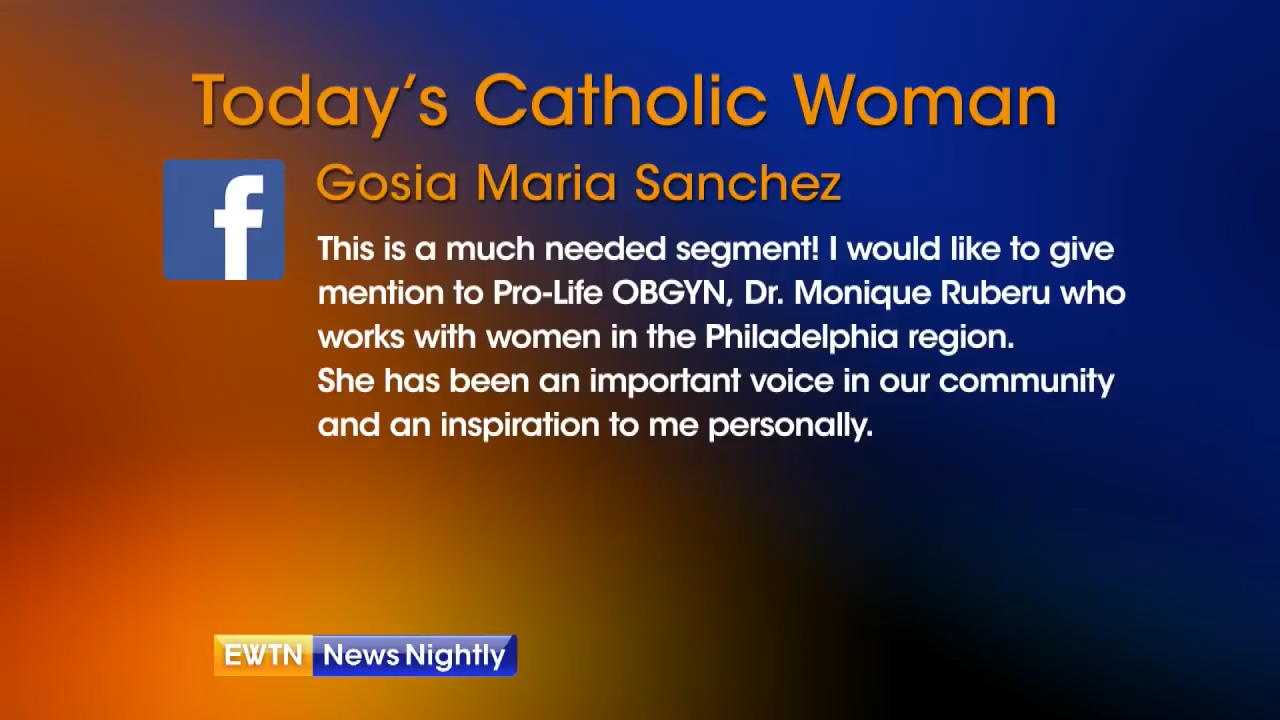 Today's Catholic Woman
Gosia Maria Sanchez
This is a much needed segment! I would like to give
mention to Pro-Life OBGYN, Dr. Monique Ruberu who
works with women in the Philadelphia region.
She has been an important voice in our community
and an inspiration to me personally.
EWTN News Nightly